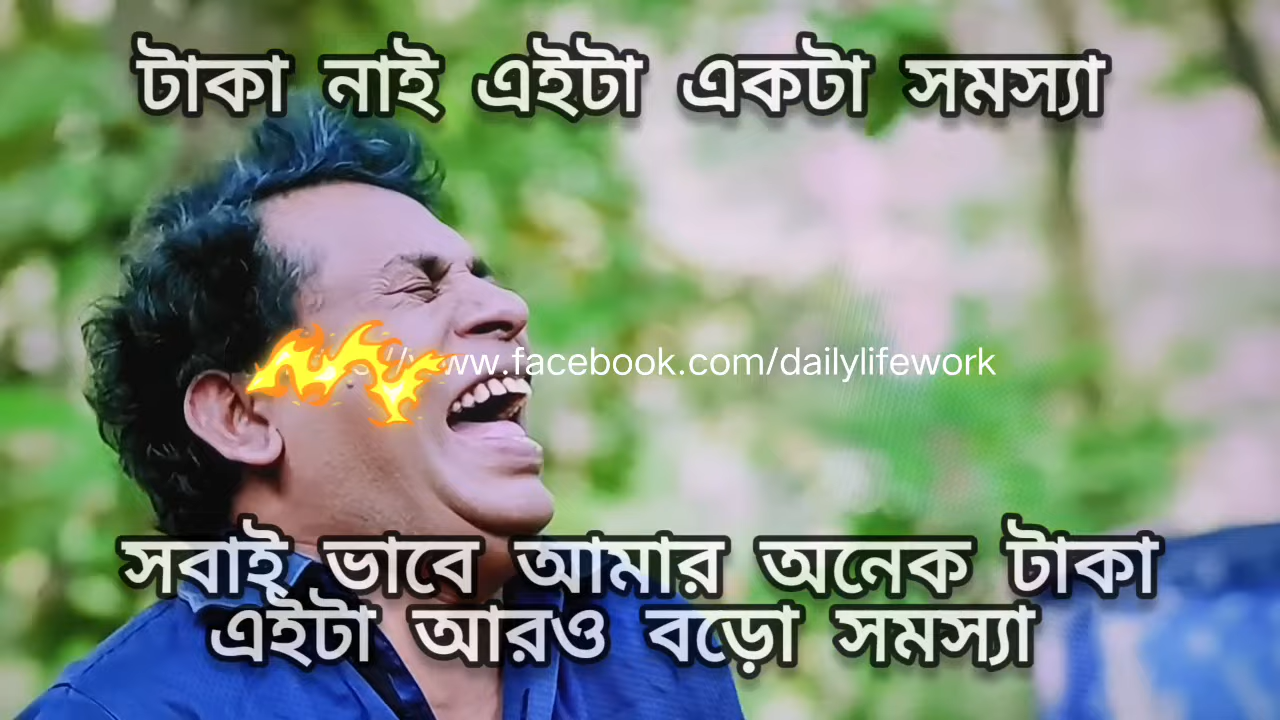 টাকা নাই এইটা একটা সমস্যা
www.facebook.com/dailylifework
সবাই ভাবে আমার অনেক টাকা
এইটা আরও বড়ো সমস্যা